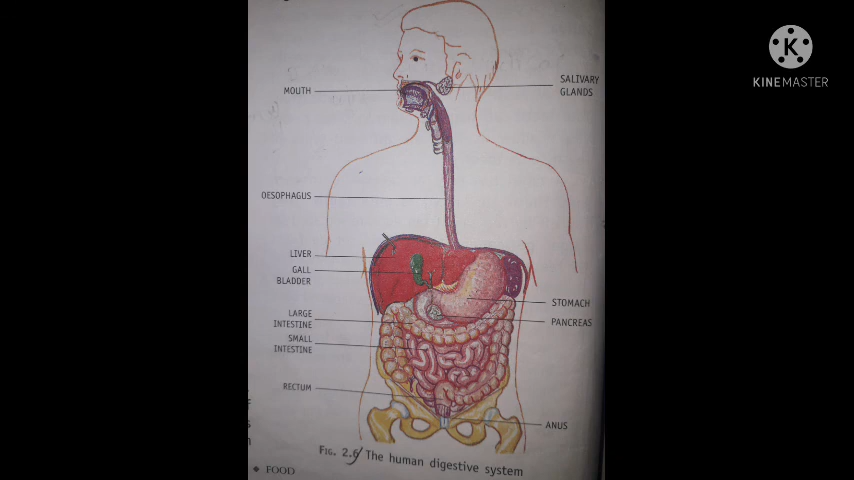 KINEMASTER
SALIVARY
GLANDS
MOUTH
OESOPHAGUS
LIVER
GALL
BLADDER
STOMACH
LARGE
INTESTINE
PANCREAS
SMALL
INTESTINE
RECTUM
ANUS
FIG. 2.6 The human digestive system
◆ FOOD